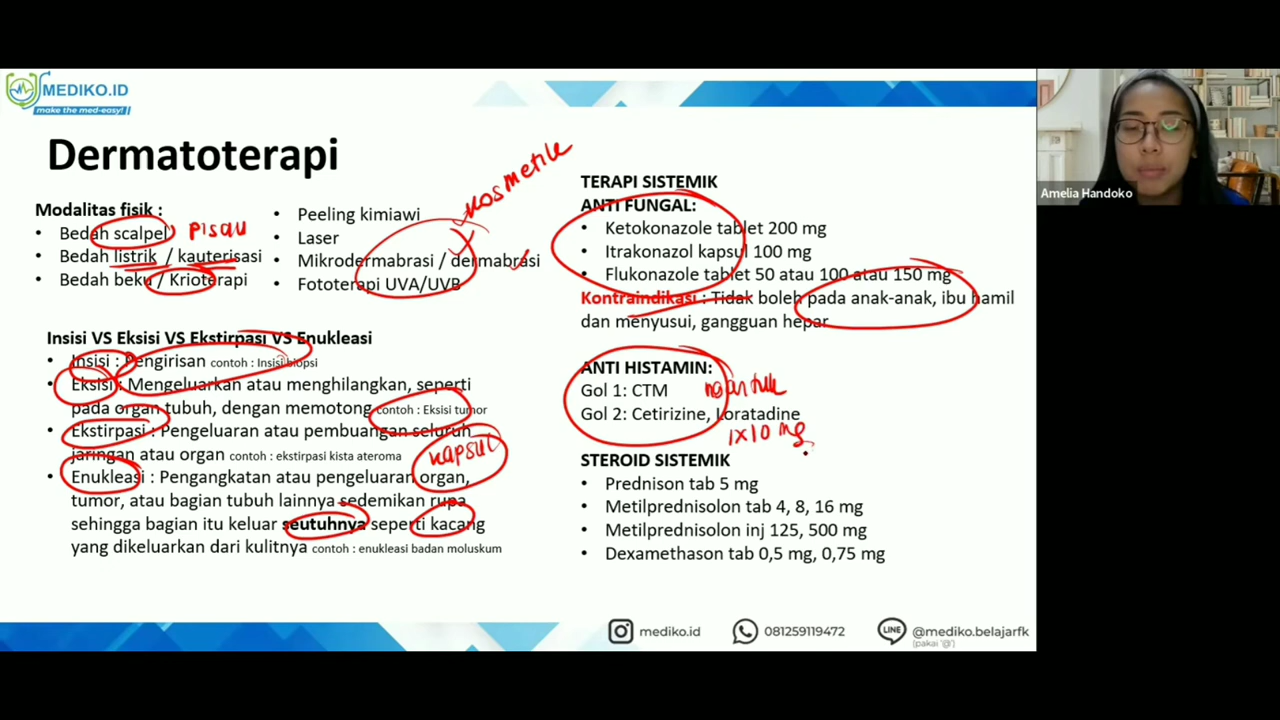 MEDIKO.ID
make the med-easy!
Dermatoterapi
Modalitas fisik :
• Bedah scalpel
pisau
• Bedah listrik / kauterisasi
• Bedah beku / Krioterapi
• Peeling kimiawi
• Laser
• Mikrodermabrasi / dermabrasi
• Fototerapi UVA/UVB
kosmetik
Insisi VS Eksisi VS Ekstirpasi VS Enukleasi
• Insisi : Pengirisan contoh : Insisi biopsi
• Eksisi : Mengeluarkan atau menghilangkan, seperti
pada organ tubuh, dengan memotong contoh : Eksisi tumor
• Ekstirpasi : Pengeluaran atau pembuangan seluruh
jaringan atau organ contoh : ekstirpasi kista ateroma
kapsul
• Enukleasi : Pengangkatan atau pengeluaran organ,
tumor, atau bagian tubuh lainnya sedemikan rupa
sehingga bagian itu keluar seutuhnya seperti kacang
yang dikeluarkan dari kulitnya contoh : enukleasi badan moluskum
TERAPI SISTEMIK
ANTI FUNGAL:
• Ketokonazole tablet 200 mg
• Itrakonazol kapsul 100 mg
• Flukonazole tablet 50 atau 100 atau 150 mg
Kontraindikasi : Tidak boleh pada anak-anak, ibu hamil
dan menyusui, gangguan hepar
ANTI HISTAMIN:
Gol 1: CTM
ngantuk
Gol 2: Cetirizine, Loratadine
1x10 mg
STEROID SISTEMIK
• Prednison tab 5 mg
• Metilprednisolon tab 4, 8, 16 mg
• Metilprednisolon inj 125, 500 mg
• Dexamethason tab 0,5 mg, 0,75 mg
mediko.id
081259119472
LINE
@mediko.belajarfk
(pakai '@')
Amelia Handoko